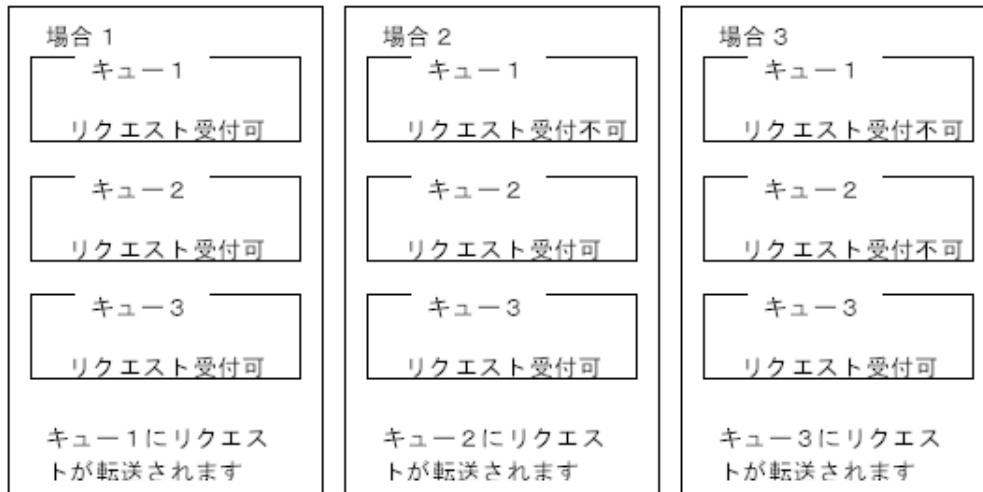 場合１
キュー１
リクエスト受付可
キュー２
リクエスト受付可
キュー３
リクエスト受付可
キュー１にリクエス
トが転送されます
場合２
キュー１
リクエスト受付不可
キュー２
リクエスト受付可
キュー３
リクエスト受付可
キュー２にリクエス
トが転送されます
場合３
キュー１
リクエスト受付不可
キュー２
リクエスト受付不可
キュー３
リクエスト受付可
キュー３にリクエス
トが転送されます